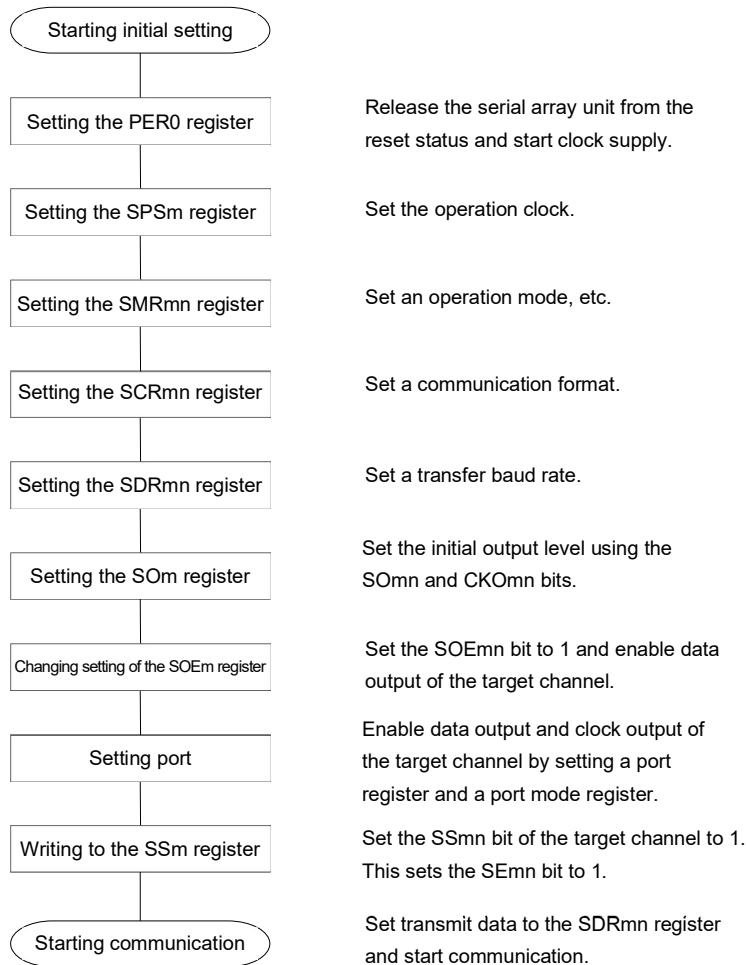 Starting initial setting
Setting the PER0 register
Release the serial array unit from the
reset status and start clock supply.
Setting the SPSm register
Set the operation clock.
Setting the SMRmn register
Set an operation mode, etc.
Setting the SCRmn register
Set a communication format.
Setting the SDRmn register
Set a transfer baud rate.
Setting the SOm register
Set the initial output level using the
SOmn and CKOmn bits.
Changing setting of the SOEm register
Set the SOEmn bit to 1 and enable data
output of the target channel.
Setting port
Enable data output and clock output of
the target channel by setting a port
register and a port mode register.
Writing to the SSm register
Set the SSmn bit of the target channel to 1.
This sets the SEmn bit to 1.
Starting communication
Set transmit data to the SDRmn register
and start communication.